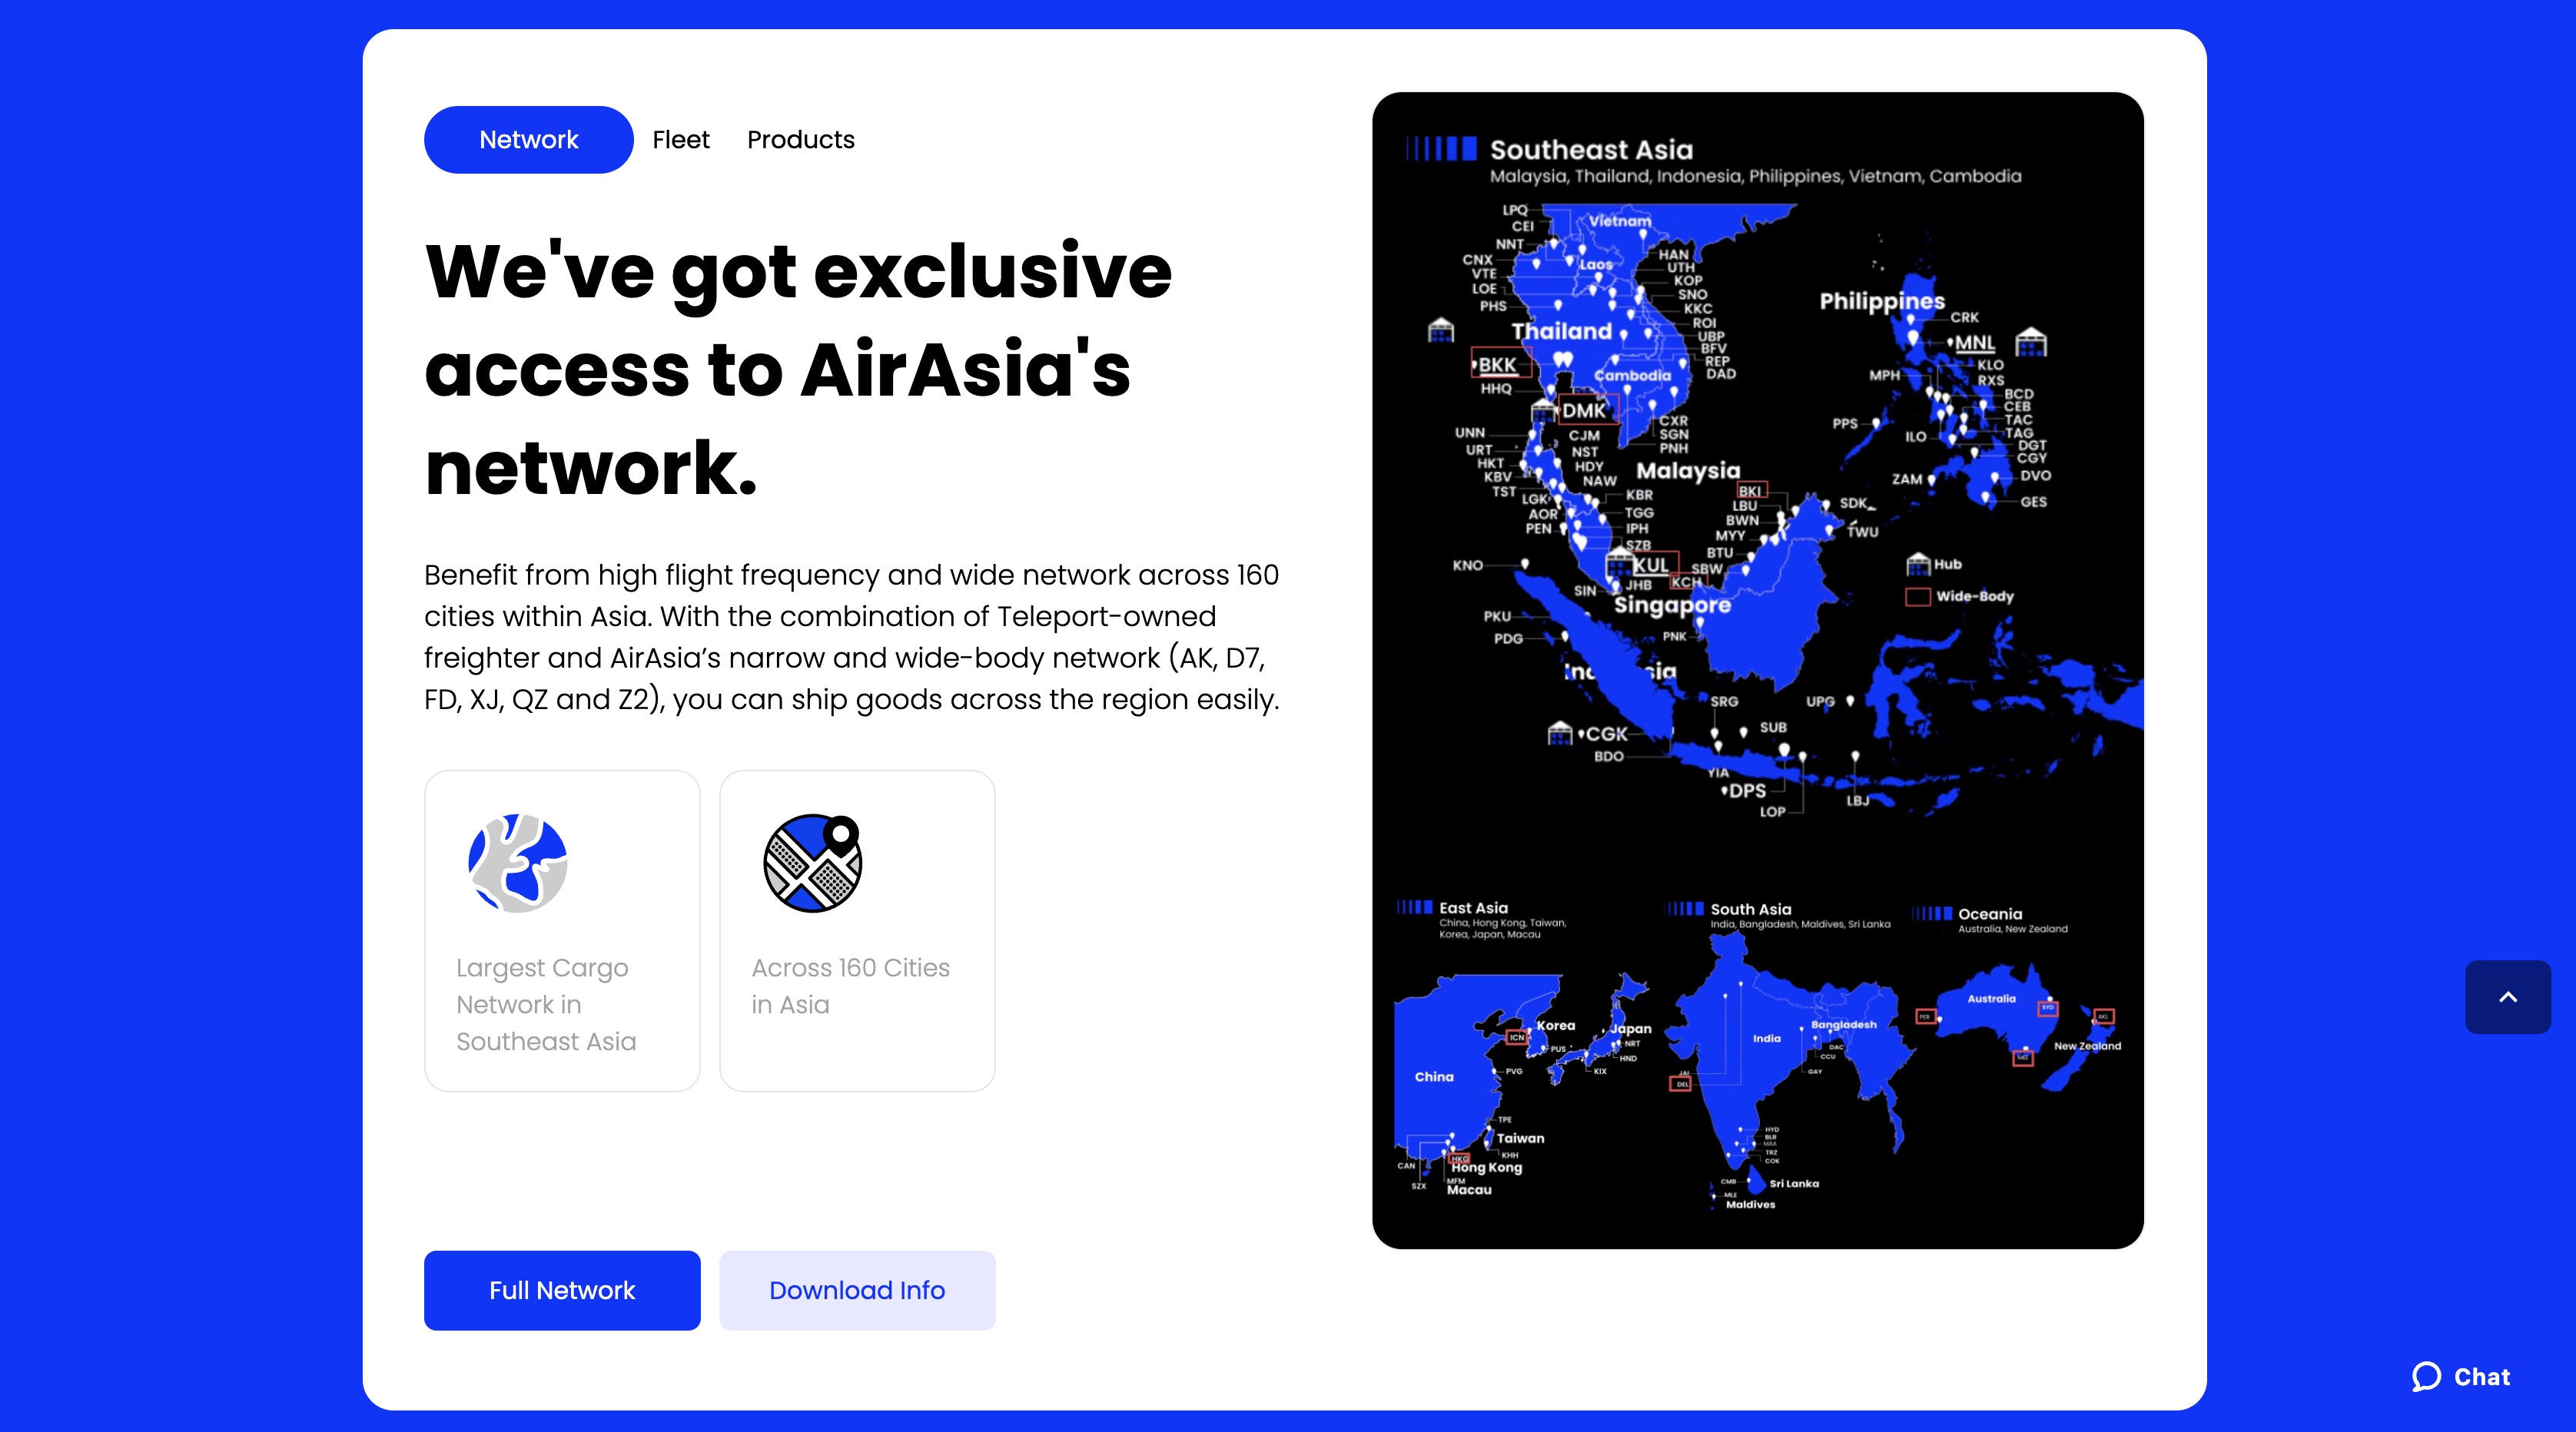 Network
Fleet
Products
We've got exclusive
access to AirAsia's
network.
Benefit from high flight frequency and wide network across 160
cities within Asia. With the combination of Teleport-owned
freighter and AirAsia’s narrow and wide-body network (AK, D7,
FD, XJ, QZ and Z2), you can ship goods across the region easily.
Largest Cargo
Network in
Southeast Asia
Across 160 Cities
in Asia
Full Network
Download Info
Southeast Asia
Malaysia, Thailand, Indonesia, Philippines, Vietnam, Cambodia
LPQ
CEI
NNT
CNX
VTE
LOE
PHS
Vietnam
Laos
HAN
UTH
KOP
SNO
KKC
ROI
UBP
BFV
REP
DAD
Thailand
BKK
HHQ
DMK
Cambodia
CXR
SGN
PNH
UNN
URT
HKT
KBV
TST
LGK
AOR
PEN
CJM
NST
HDY
NAW
KBR
TGG
IPH
SZB
KUL
JHB
SIN
Malaysia
BKI
LBU
BWN
MYY
BTU
SBW
KCH
SDK
TWU
Singapore
KNO
PKU
PDG
PNK
Philippines
CRK
MNL
KLO
RXS
BCD
CEB
TAC
TAG
DGT
CGY
DVO
GES
MPH
PPS
ILO
ZAM
Hub
Wide-Body
SRG
UPG
SUB
CGK
BDO
YIA
DPS
LOP
LBJ
East Asia
China, Hong Kong, Taiwan,
Korea, Japan, Macau
Korea
ICN
PUS
Japan
NRT
HND
KIX
China
PVG
TPE
Taiwan
KHH
CAN
HKG
Hong Kong
SZX
MFM
Macau
South Asia
India, Bangladesh, Maldives, Sri Lanka
India
Bangladesh
DAC
CCU
GAY
JAI
DEL
HYD
BLR
MAA
TRZ
COK
CMB
Sri Lanka
MLE
Maldives
Oceania
Australia, New Zealand
Australia
PER
SYD
AKL
MEL
New Zealand
Chat